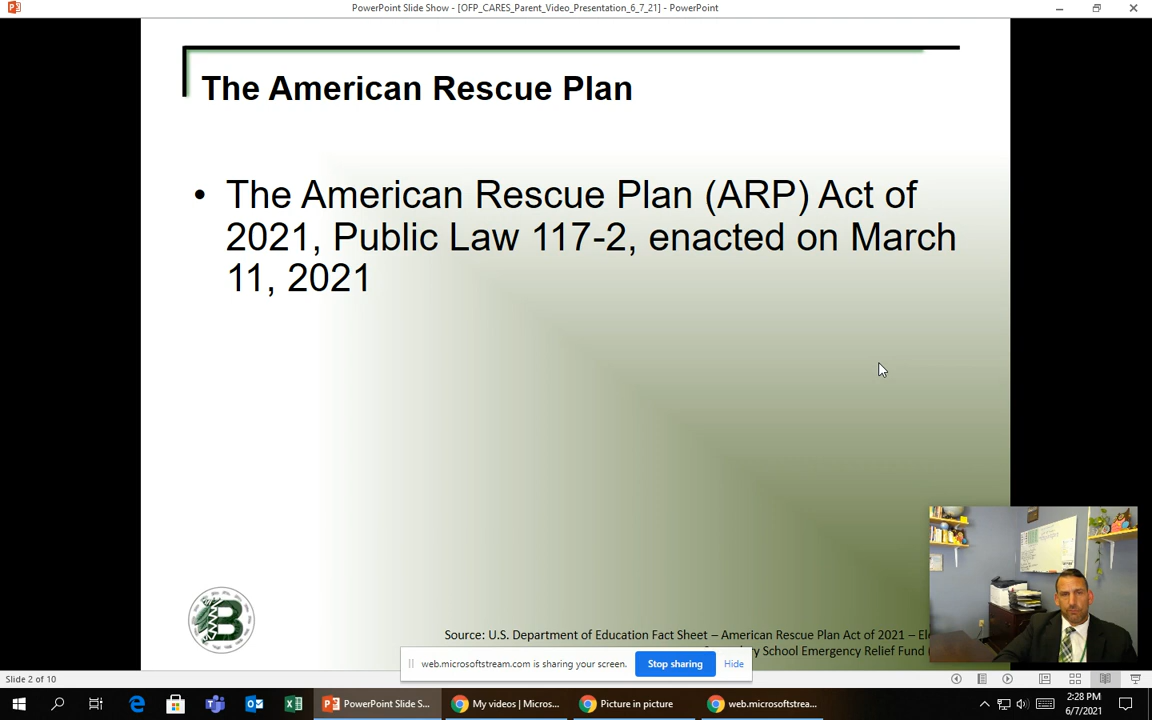 PowerPoint Slide Show - [OFP_CARES_Parent_Video_Presentation_6_7_21] - PowerPoint
The American Rescue Plan
• The American Rescue Plan (ARP) Act of
2021, Public Law 117-2, enacted on March
11, 2021
B
Source: U.S. Department of Education Fact Sheet – American Rescue Plan Act of 2021 –
School Emergency Relief Fund
web.microsoftstream.com is sharing your screen.
Stop sharing
Hide
Slide 2 of 10
PowerPoint Slide S...
My videos | Micros...
Picture in picture
web.microsoftstrea...
2:28 PM
6/7/2021